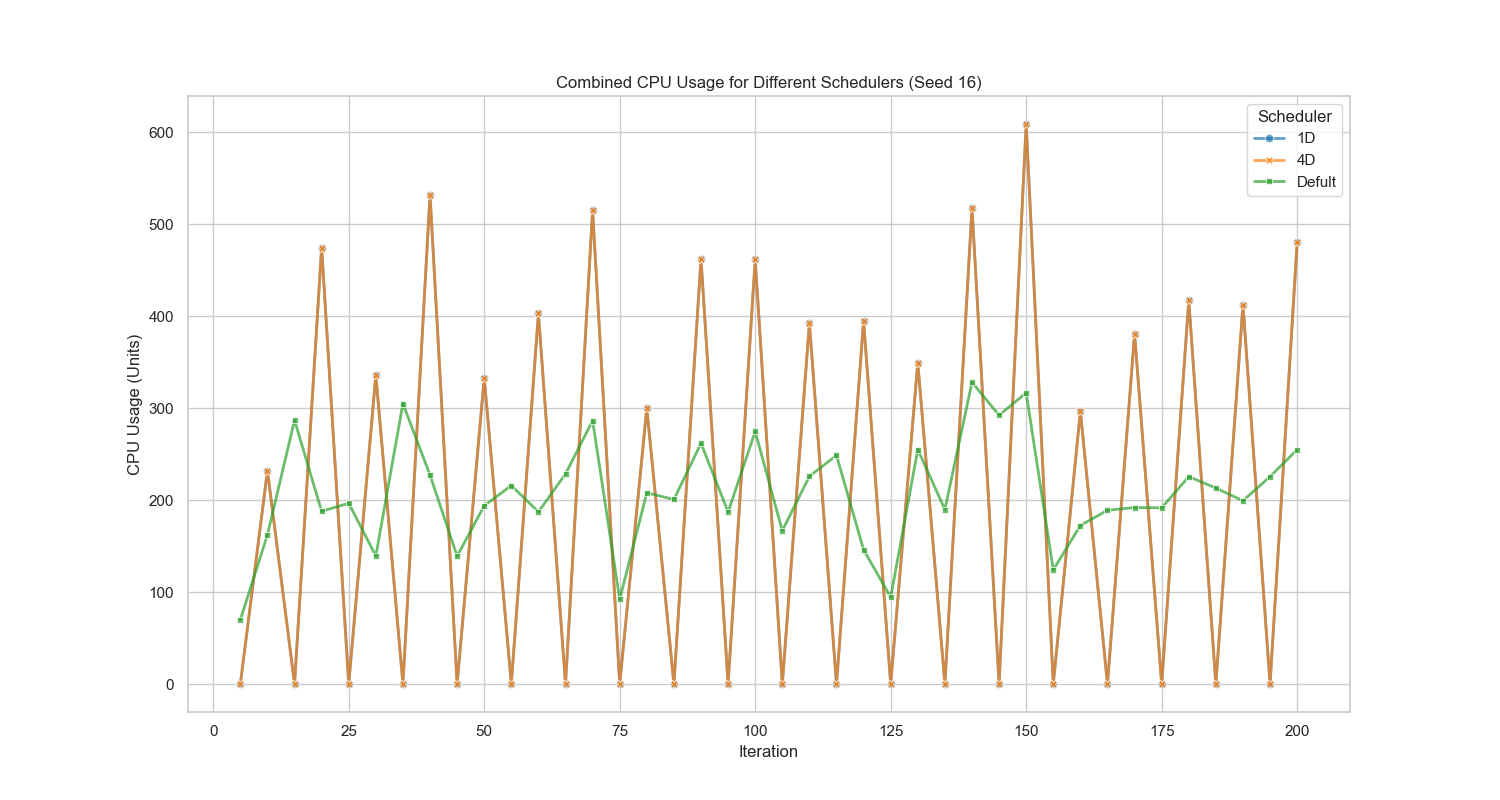 Combined CPU Usage for Different Schedulers (Seed 16)
Scheduler
1D
4D
Defult
CPU Usage (Units)
600
500
400
300
200
100
0
0 25 50 75 100 125 150 175 200
Iteration